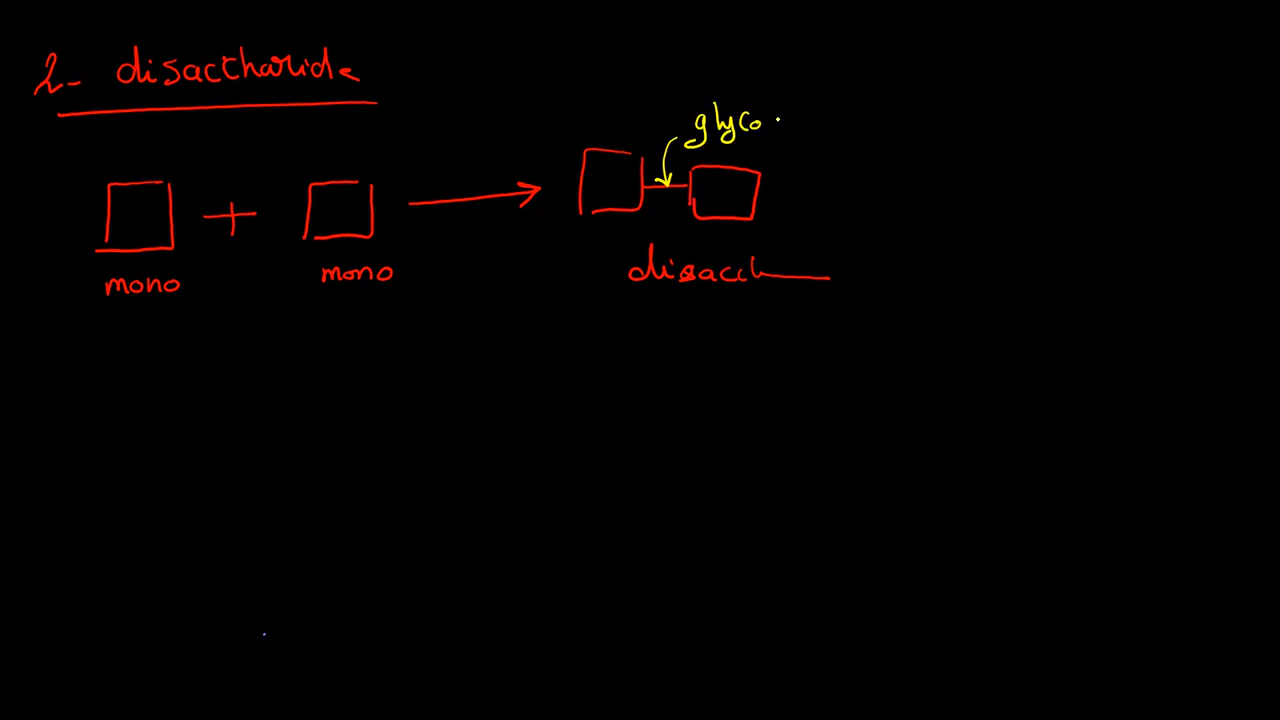 2- disaccharide
glyco
+
mono
mono
disacch